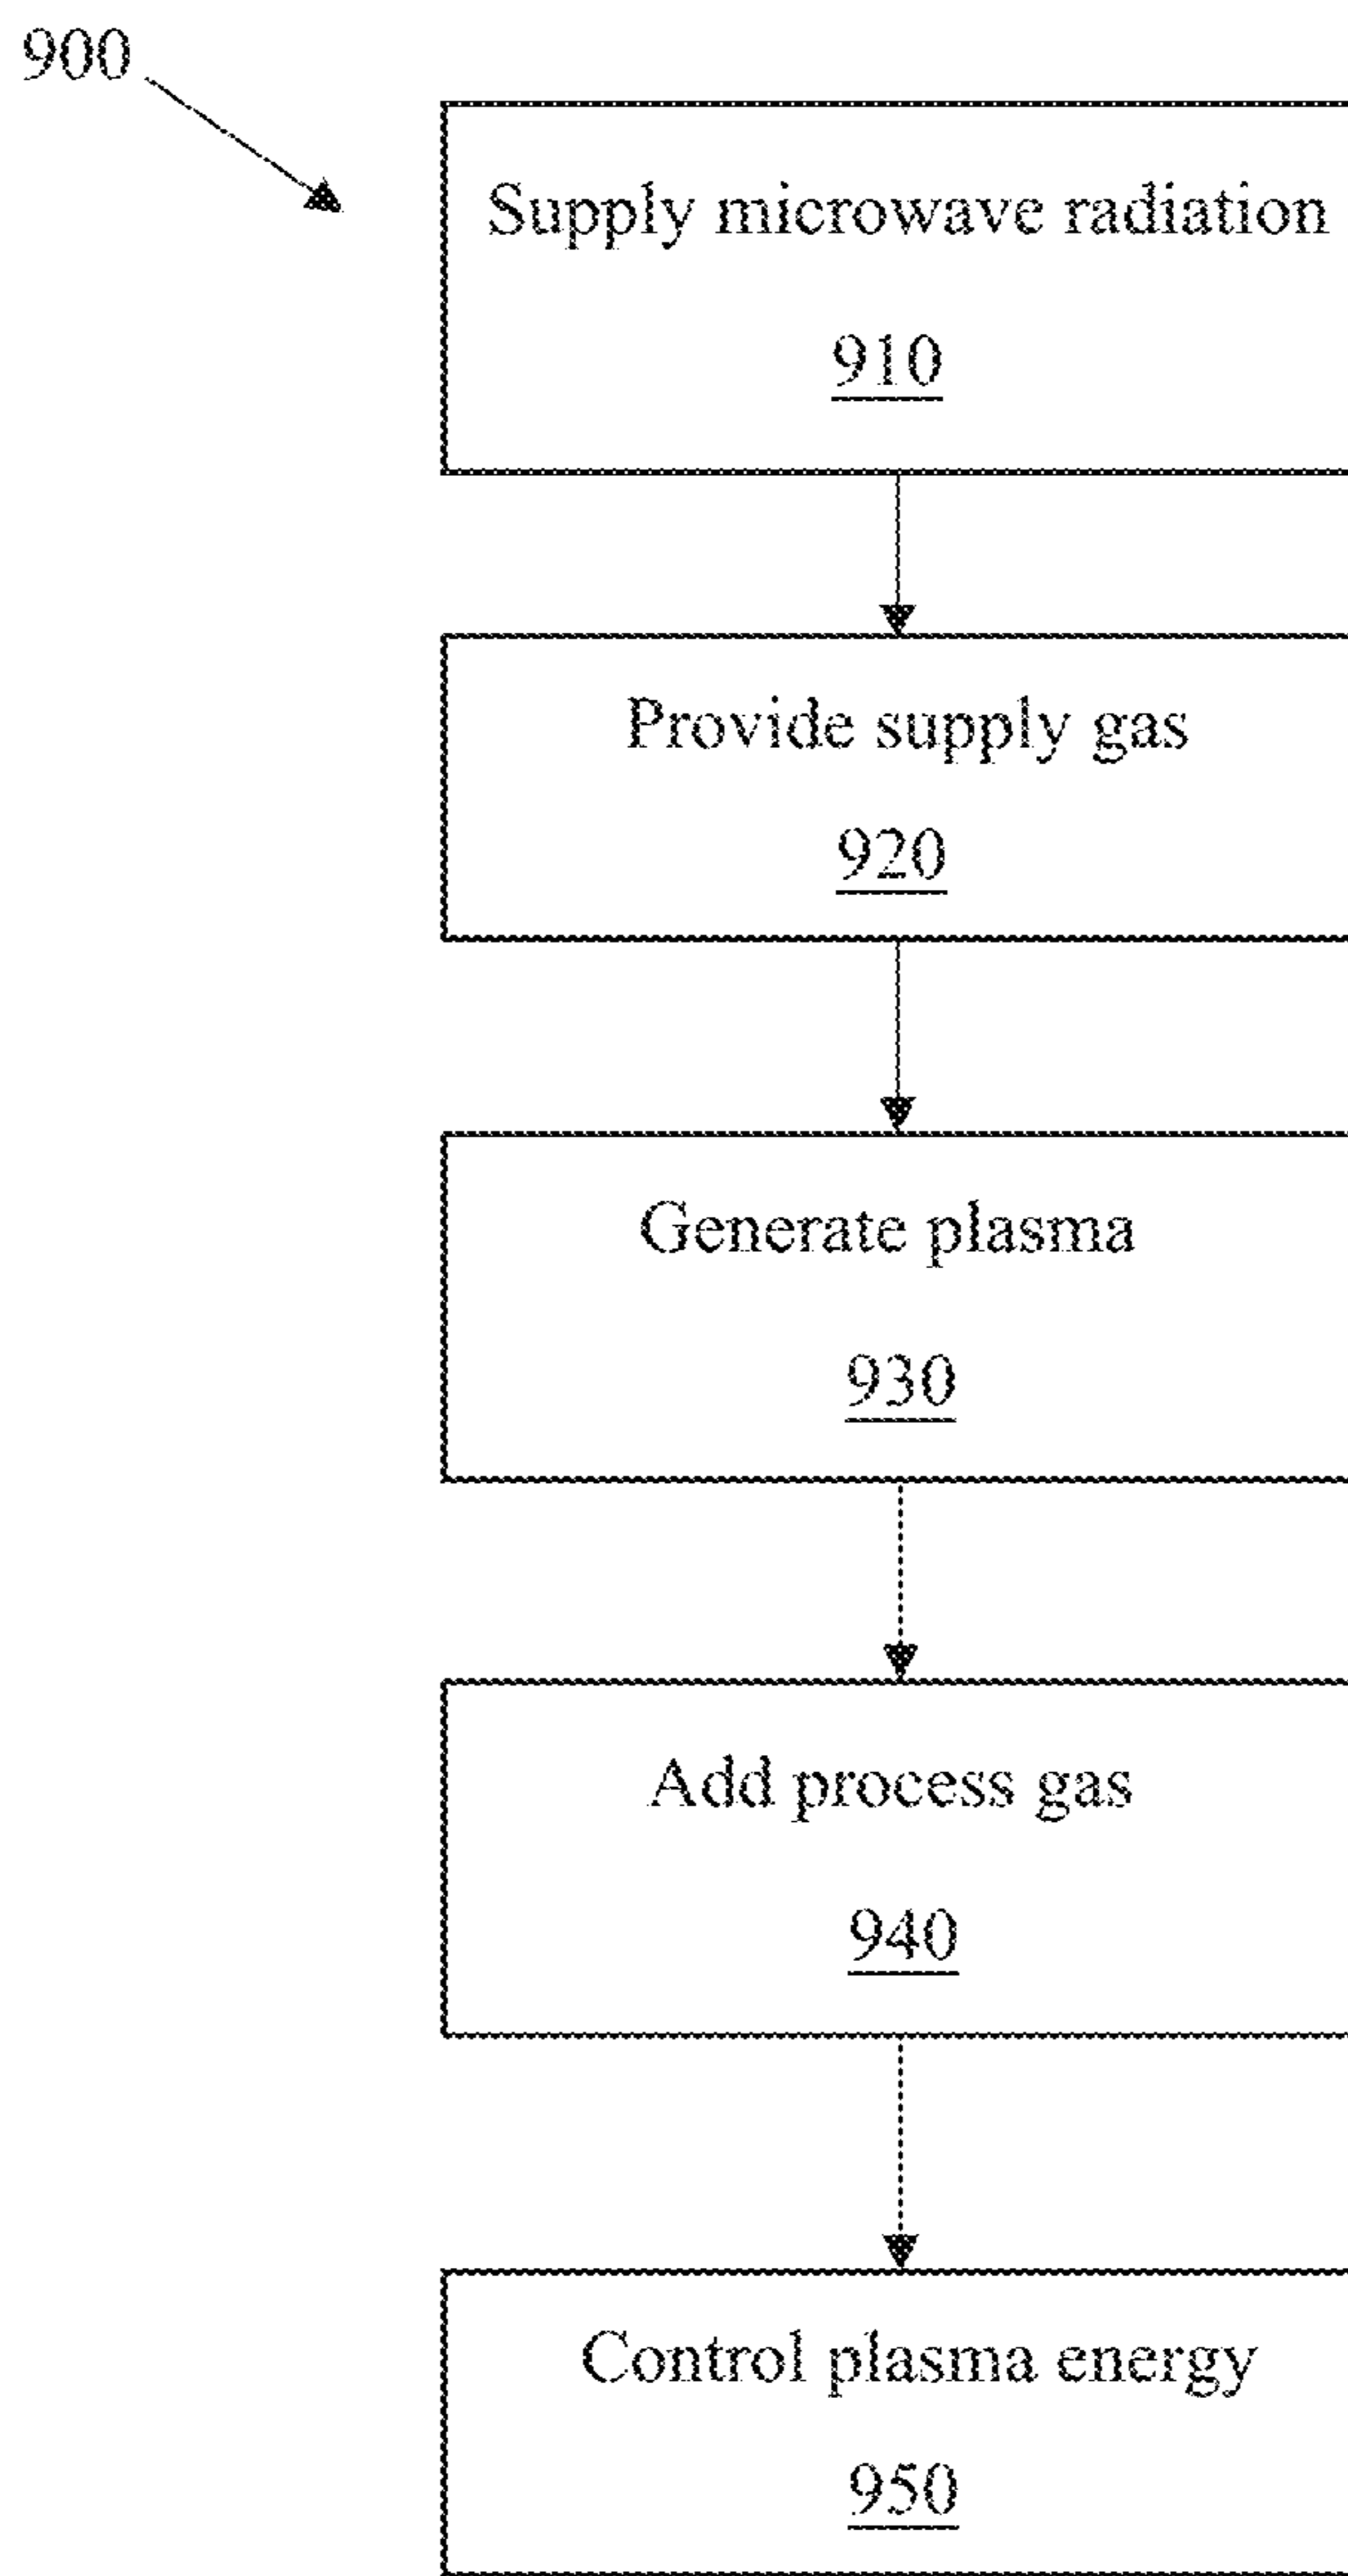 900
Supply microwave radiation
910
Provide supply gas
920
Generate plasma
930
Add process gas
940
Control plasma energy
950